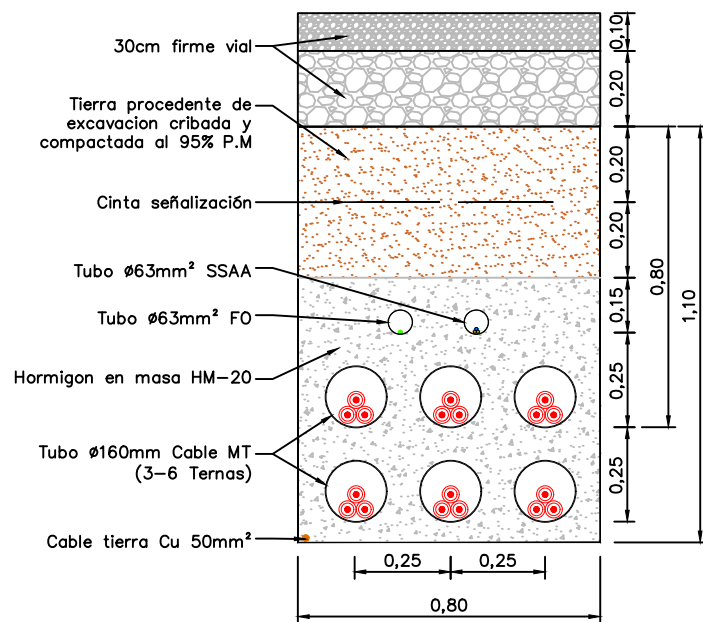 30cm firme vial
Tierra procedente de
excavacion cribada y
compactada al 95% P.M
Cinta señalización
Tubo ø63mm² SSAA
Tubo ø63mm² FO
Hormigon en masa HM-20
Tubo ø160mm Cable MT
(3-6 Ternas)
Cable tierra Cu 50mm²
0,10
0,20
0,20
0,20
0,15
0,25
0,25
0,80
1,10
0,25
0,25
0,80